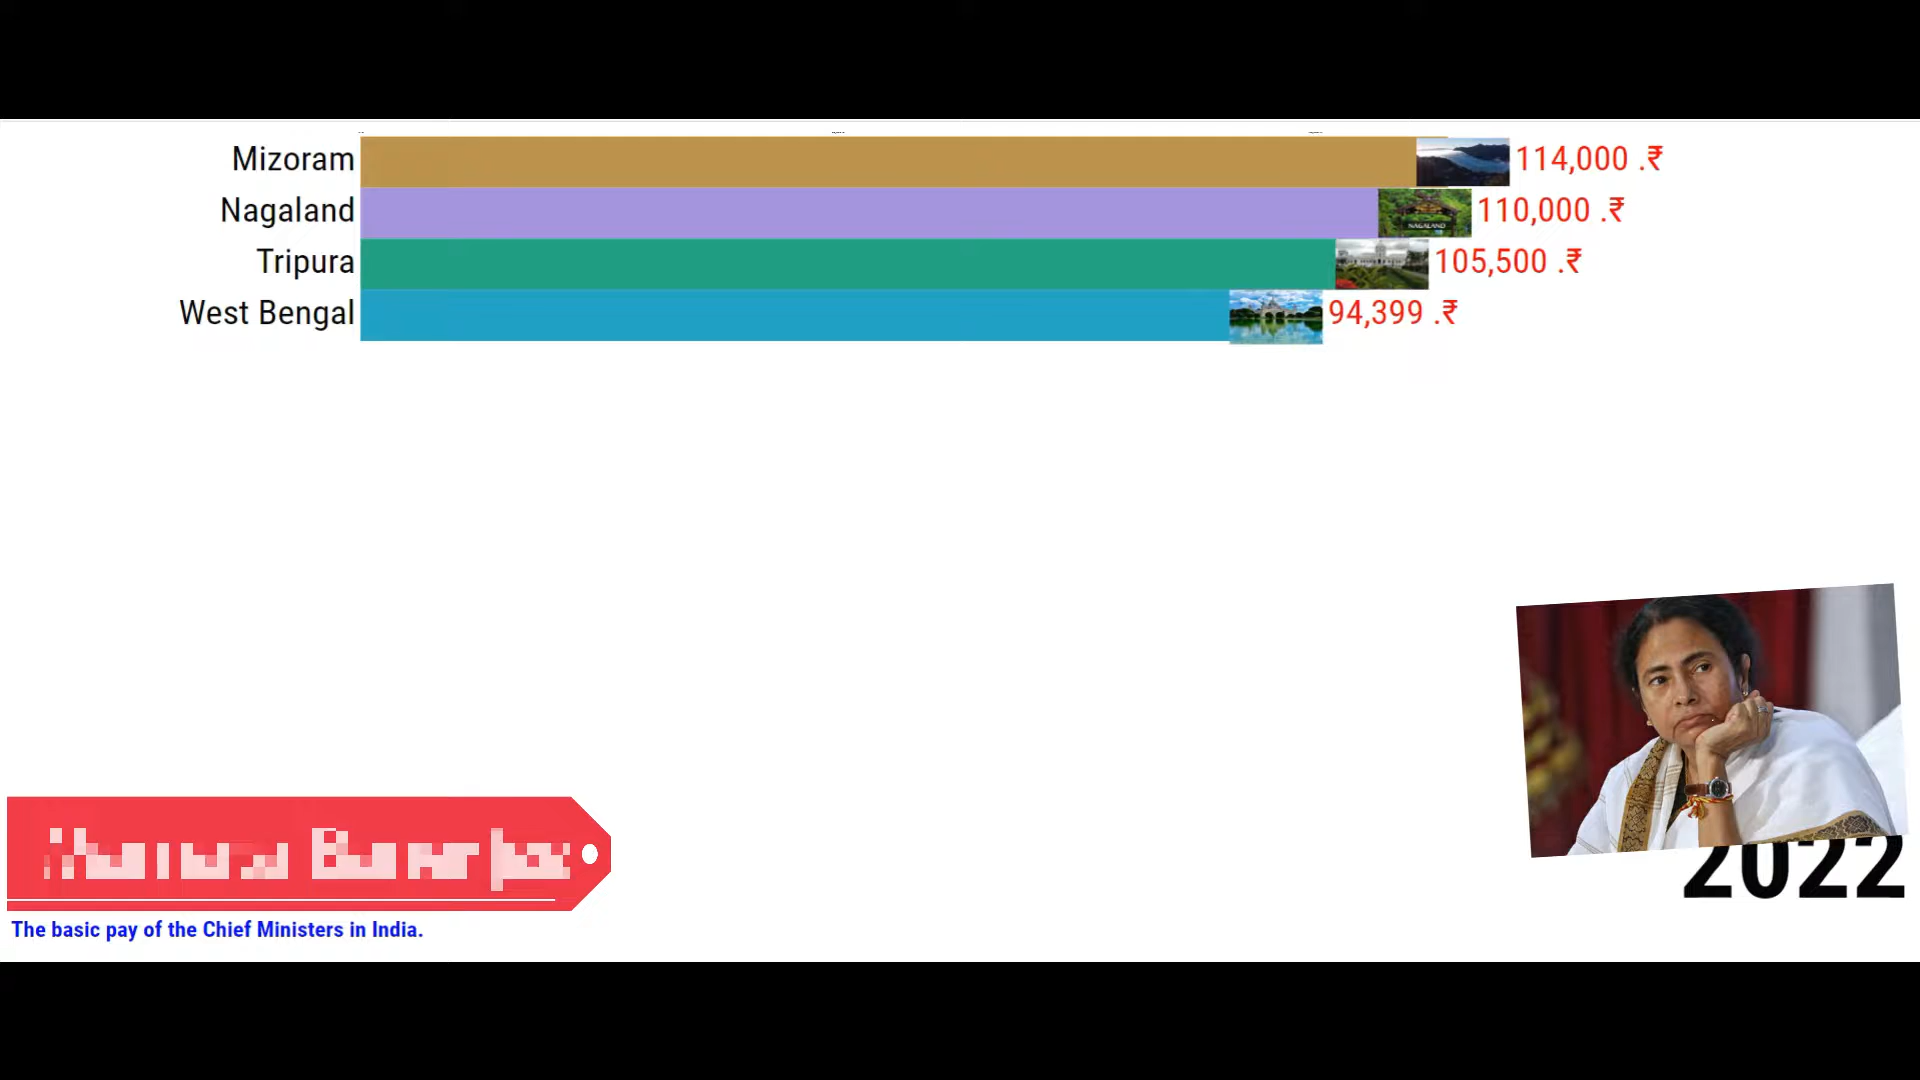 Mizoram 114,000 .₹
Nagaland 110,000 .₹
NAGALAND
Tripura 105,500 .₹
West Bengal 94,399 .₹
2022
The basic pay of the Chief Ministers in India.